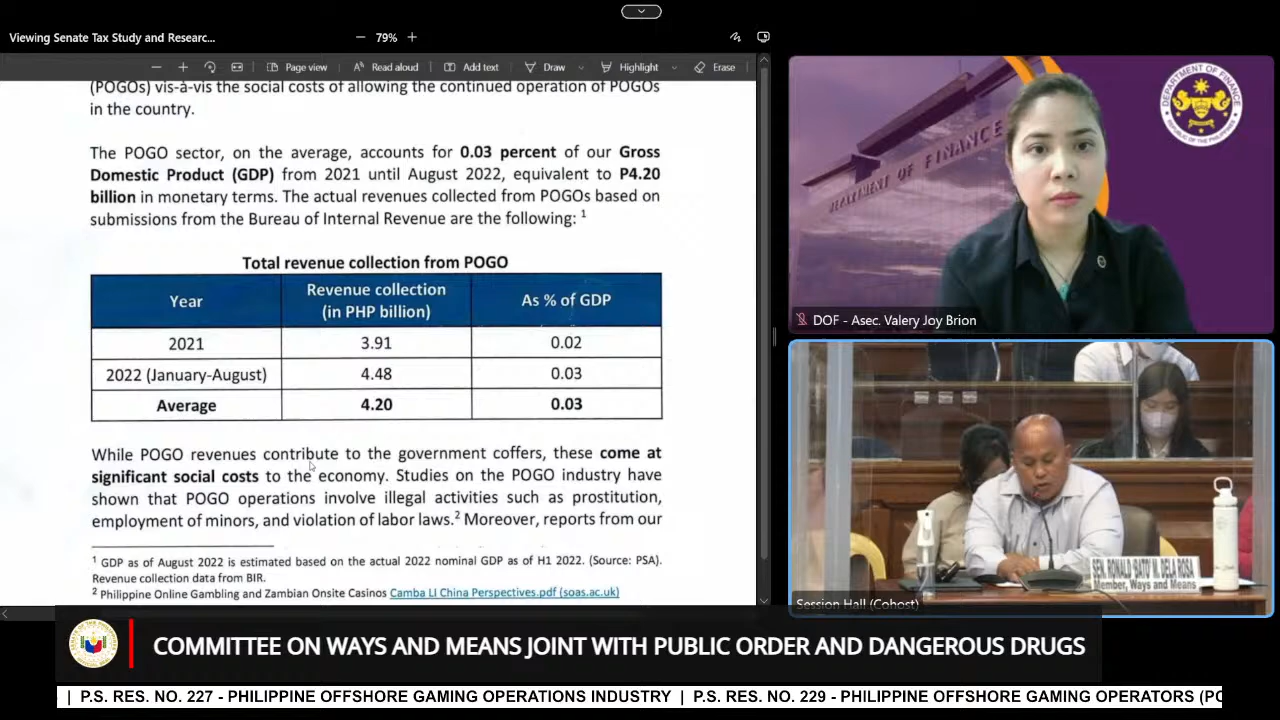 Viewing Senate Tax Study and Researc...
79%
Page view
Read aloud
Add text
Draw
Highlight
Erase
(POGOs) vis-à-vis the social costs of allowing the continued operation of POGOs
in the country.
The POGO sector, on the average, accounts for 0.03 percent of our Gross
Domestic Product (GDP) from 2021 until August 2022, equivalent to P4.20
billion in monetary terms. The actual revenues collected from POGOs based on
submissions from the Bureau of Internal Revenue are the following: 1
Total revenue collection from POGO
Year Revenue collection (in PHP billion) As % of GDP
2021 3.91 0.02
2022 (January-August) 4.48 0.03
Average 4.20 0.03
While POGO revenues contribute to the government coffers, these come at
significant social costs to the economy. Studies on the POGO industry have
shown that POGO operations involve illegal activities such as prostitution,
employment of minors, and violation of labor laws.2 Moreover, reports from our
1 GDP as of August 2022 is estimated based on the actual 2022 nominal GDP as of H1 2022. (Source: PSA).
Revenue collection data from BIR.
2 Philippine Online Gambling and Zambian Onsite Casinos Camba LI China Perspectives.pdf (soas.ac.uk)
DEPARTMENT OF FINANCE
DEPARTMENT OF FINANCE
REPUBLIC OF THE PHILIPPINES
DOF - Asec. Valery Joy Brion
SEN. RONALD 'BATO' M. DELA ROSA
Member, Ways and Means
Session Hall (Cohost)
COMMITTEE ON WAYS AND MEANS JOINT WITH PUBLIC ORDER AND DANGEROUS DRUGS
| P.S. RES. NO. 227 - PHILIPPINE OFFSHORE GAMING OPERATIONS INDUSTRY | P.S. RES. NO. 229 - PHILIPPINE OFFSHORE GAMING OPERATORS (PO